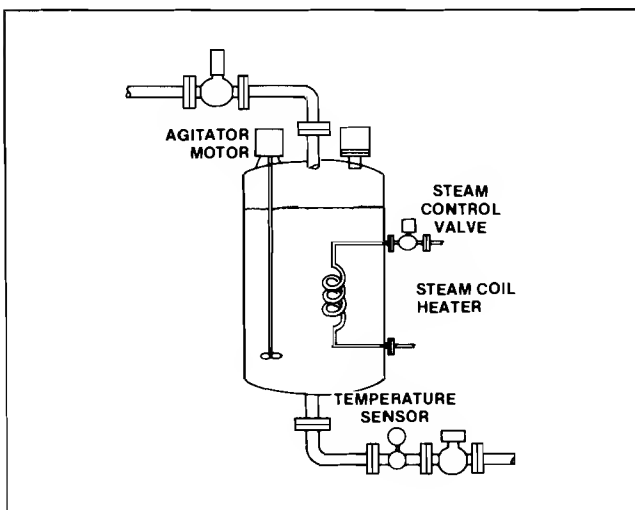 AGITATOR
MOTOR
STEAM
CONTROL
VALVE
STEAM COIL
HEATER
TEMPERATURE
SENSOR